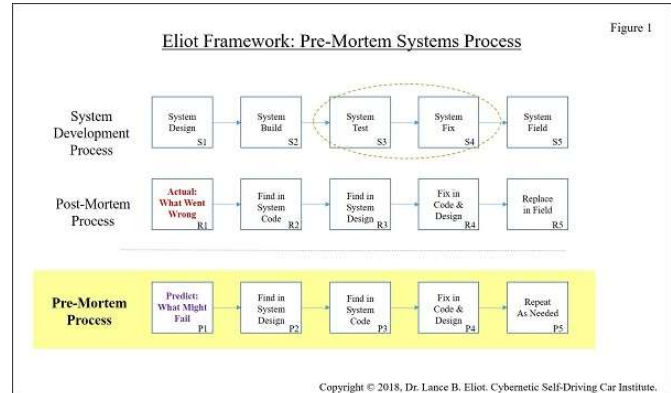 Figure 1
Eliot Framework: Pre-Mortem Systems Process
System
Development
Process
System
Design
S1
System
Build
S2
System
Test
S3
System
Fix
S4
System
Field
S5
Post-Mortem
Process
Actual:
What Went
Wrong
R1
Find in
System
Code
R2
Find in
System
Design
R3
Fix in
Code &
Design
R4
Replace
in Field
R5
Pre-Mortem
Process
Predict:
What Might
Fail
P1
Find in
System
Design
P2
Find in
System
Code
P3
Fix in
Code &
Design
P4
Repeat
As Needed
P5
Copyright © 2018, Dr. Lance B. Eliot. Cybernetic Self-Driving Car Institute.